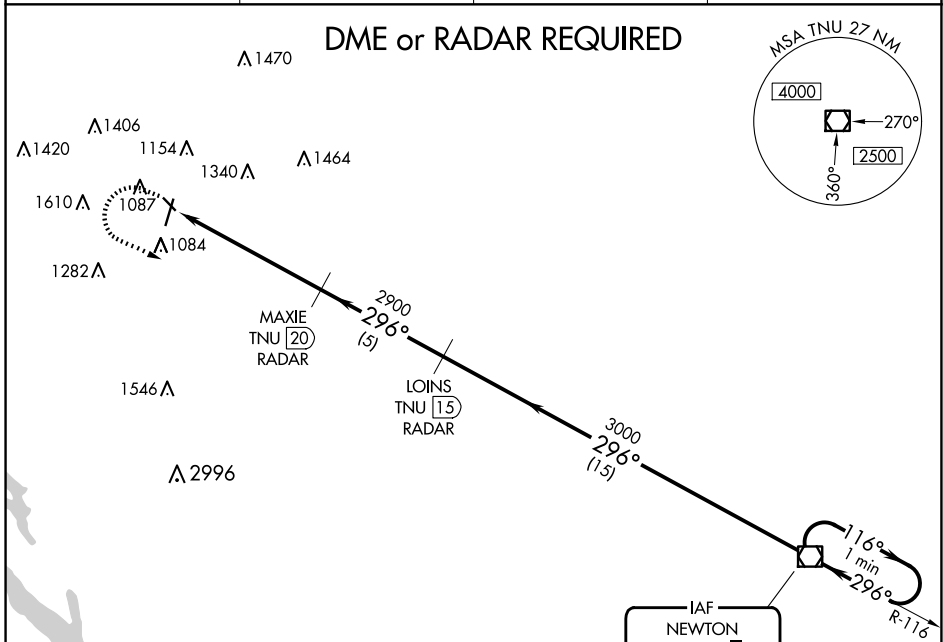 DME or RADAR REQUIRED
MSA TNU 27 NM
4000
270°
2500
360°
1470
1406
1420
1154
1340
1464
1610
1087
1084
1282
MAXIE
TNU 20
RADAR
2900
296°
(5)
LOINS
TNU 15
RADAR
1546
3000
296°
(15)
2996
116°
1 min
296°
R-116
IAF
NEWTON